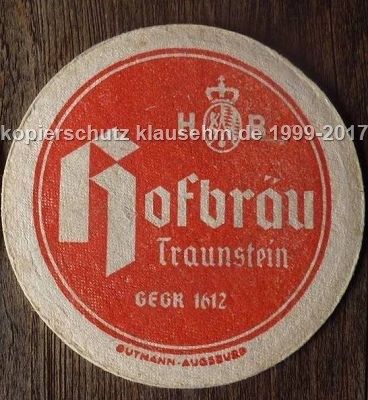 H B
kopierschutz klausehm.de 1999-2017
Hofbräu
Traunstein
GEGR 1612
GUTMANN-AUGSBURG